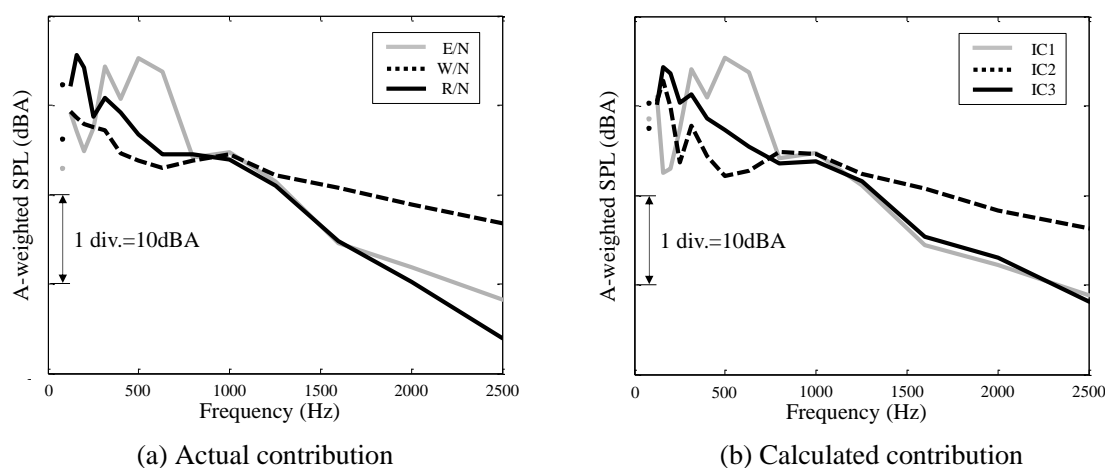 A-weighted SPL (dBA)
E/N
W/N
R/N
1 div.=10dBA
0 500 1000 1500 2000 2500
Frequency (Hz)
(a) Actual contribution
A-weighted SPL (dBA)
IC1
IC2
IC3
1 div.=10dBA
0 500 1000 1500 2000 2500
Frequency (Hz)
(b) Calculated contribution